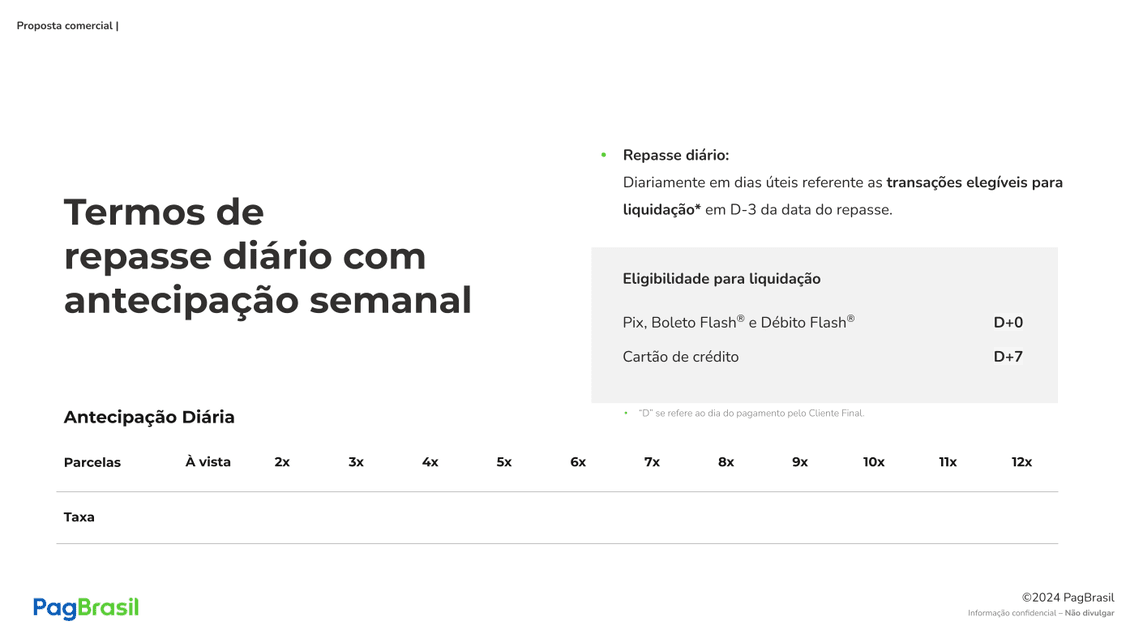 Proposta comercial |
Termos de
repasse diário com
antecipação semanal
• Repasse diário:
Diariamente em dias úteis referente as transações elegíveis para
liquidação* em D-3 da data do repasse.
Eligibilidade para liquidação
Pix, Boleto Flash® e Débito Flash® D+0
Cartão de crédito D+7
• “D” se refere ao dia do pagamento pelo Cliente Final.
Antecipação Diária
Parcelas À vista 2x 3x 4x 5x 6x 7x 8x 9x 10x 11x 12x
Taxa
PagBrasil
©2024 PagBrasil
Informação confidencial – Não divulgar